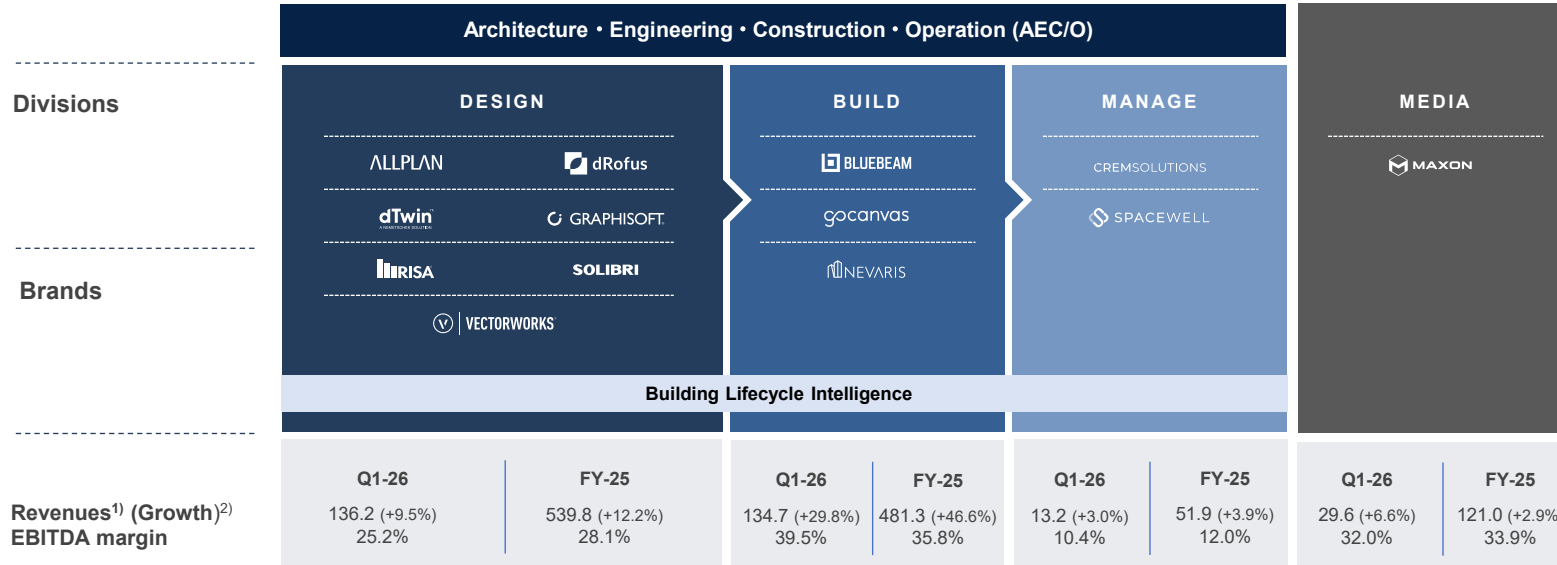 Architecture • Engineering • Construction • Operation (AEC/O)
Divisions
DESIGN
BUILD
MANAGE
MEDIA
Brands
ALLPLAN
dRofus
dTwin
A NEMETSCHEK SOLUTION
GRAPHISOFT
RISA
SOLIBRI
VECTORWORKS
BLUEBEAM
gocanvas
NEVARIS
CREMSOLUTIONS
SPACEWELL
MAXON
Building Lifecycle Intelligence
Revenues1) (Growth)2)
EBITDA margin
Q1-26
136.2 (+9.5%)
25.2%
FY-25
539.8 (+12.2%)
28.1%
Q1-26
134.7 (+29.8%)
39.5%
FY-25
481.3 (+46.6%)
35.8%
Q1-26
13.2 (+3.0%)
10.4%
FY-25
51.9 (+3.9%)
12.0%
Q1-26
29.6 (+6.6%)
32.0%
FY-25
121.0 (+2.9%
33.9%